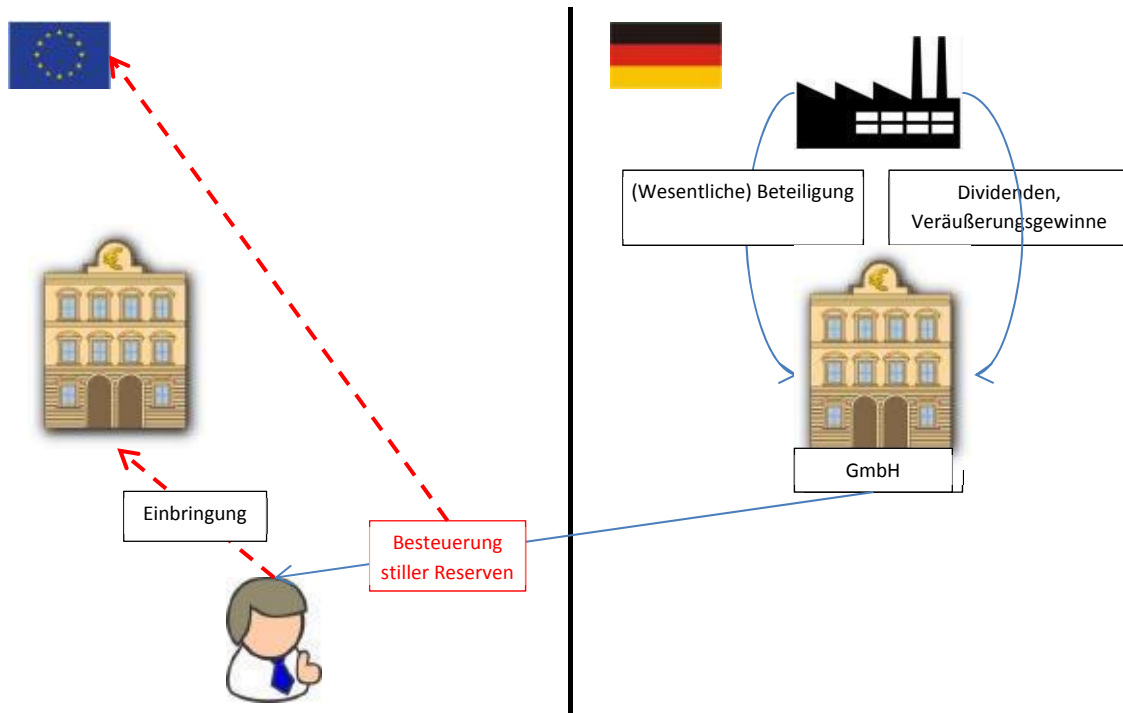 (Wesentliche) Beteiligung
Dividenden,
Veräußerungsgewinne
GmbH
Einbringung
Besteuerung
stiller Reserven